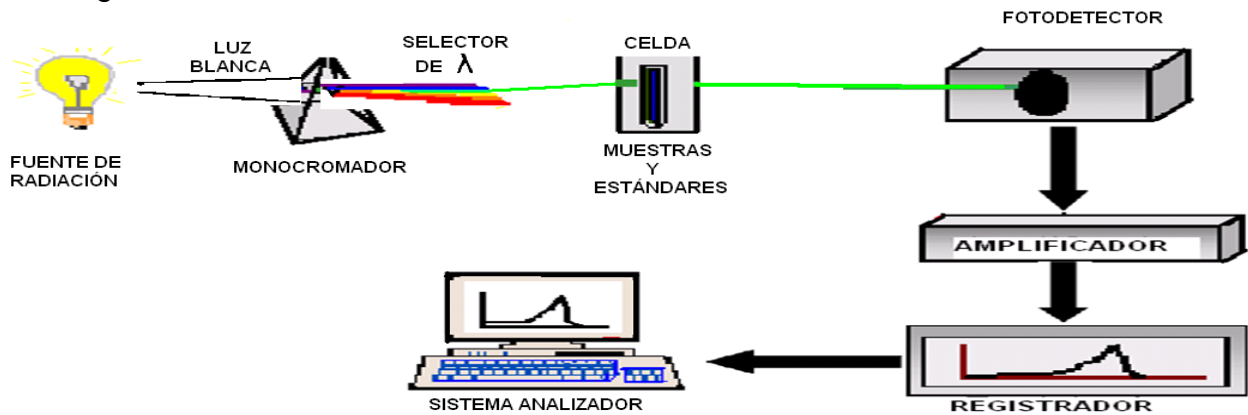 FUENTE DE
RADIACIÓN
LUZ
BLANCA
MONOCROMADOR
SELECTOR
DE λ
CELDA
MUESTRAS
Y
ESTÁNDARES
FOTODETECTOR
AMPLIFICADOR
REGISTRADOR
SISTEMA ANALIZADOR